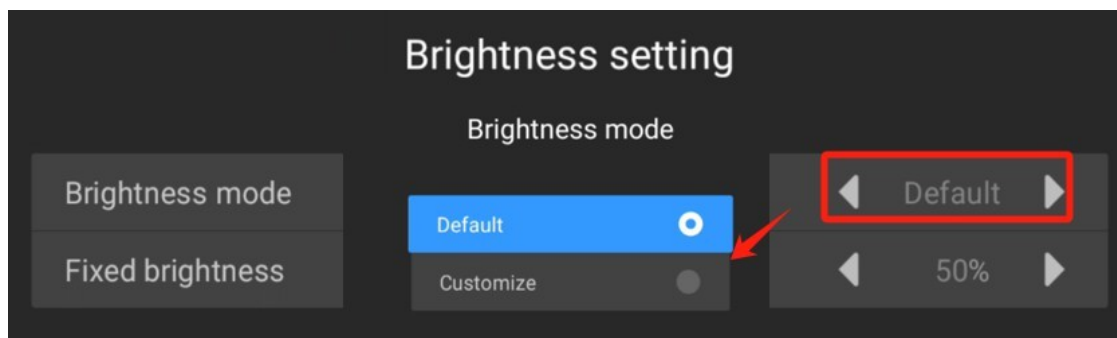 Brightness setting
Brightness mode
Brightness mode
Default
Default
Customize
Fixed brightness
50%